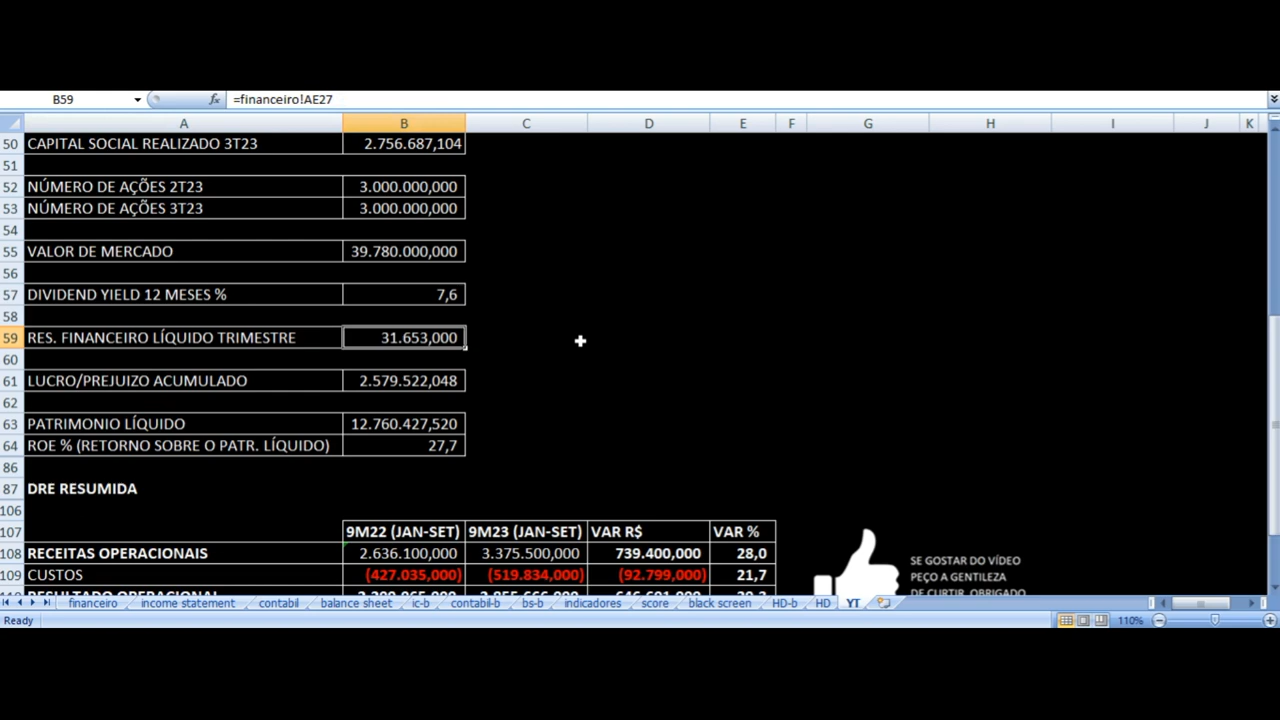 B59 =financeiro!AE27
A B C D E F G H I J K
50 CAPITAL SOCIAL REALIZADO 3T23 2.756.687,104
51
52 NÚMERO DE AÇÕES 2T23 3.000.000,000
53 NÚMERO DE AÇÕES 3T23 3.000.000,000
54
55 VALOR DE MERCADO 39.780.000,000
56
57 DIVIDEND YIELD 12 MESES % 7,6
58
59 RES. FINANCEIRO LÍQUIDO TRIMESTRE 31.653,000
60
61 LUCRO/PREJUIZO ACUMULADO 2.579.522,048
62
63 PATRIMONIO LÍQUIDO 12.760.427,520
64 ROE % (RETORNO SOBRE O PATR. LÍQUIDO) 27,7
86
87 DRE RESUMIDA
106
107 9M22 (JAN-SET) 9M23 (JAN-SET) VAR R$ VAR %
108 RECEITAS OPERACIONAIS 2.636.100,000 3.375.500,000 739.400,000 28,0
109 CUSTOS (427.035,000) (519.834,000) (92.799,000) 21,7
SE GOSTAR DO VÍDEO
PEÇO A GENTILEZA
DE CURTIR. OBRIGADO
RESULTADO OPERACIONAL
financeiro income statement contabil balance sheet ic-b contabil-b bs-b indicadores score black screen HD-b HD YT
Ready 110%